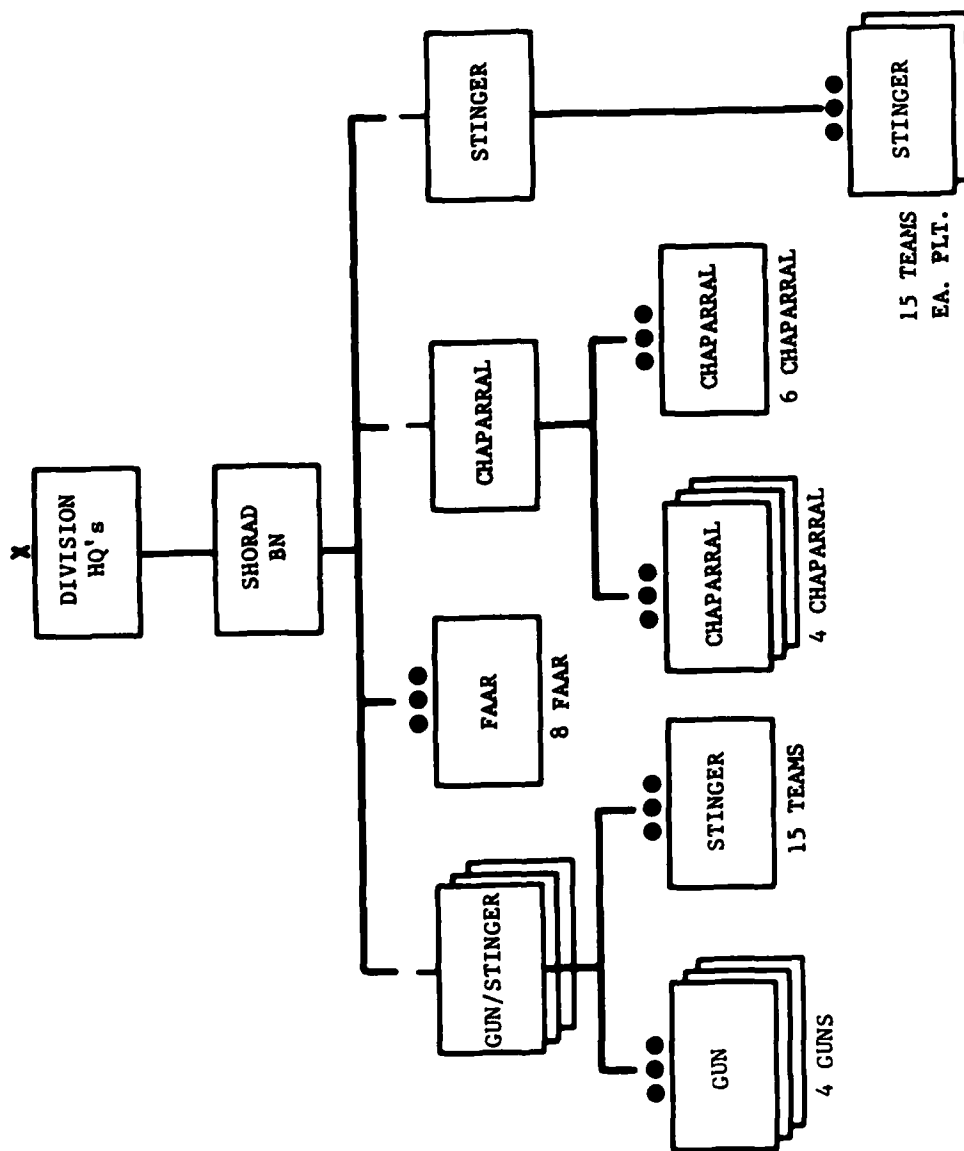 X
DIVISION
HQ's
SHORAD
BN
GUN/STINGER
FAAR
8 FAAR
CHAPARRAL
STINGER
GUN
4 GUNS
STINGER
15 TEAMS
CHAPARRAL
4 CHAPARRAL
CHAPARRAL
6 CHAPARRAL
STINGER
15 TEAMS
EA. PLT.